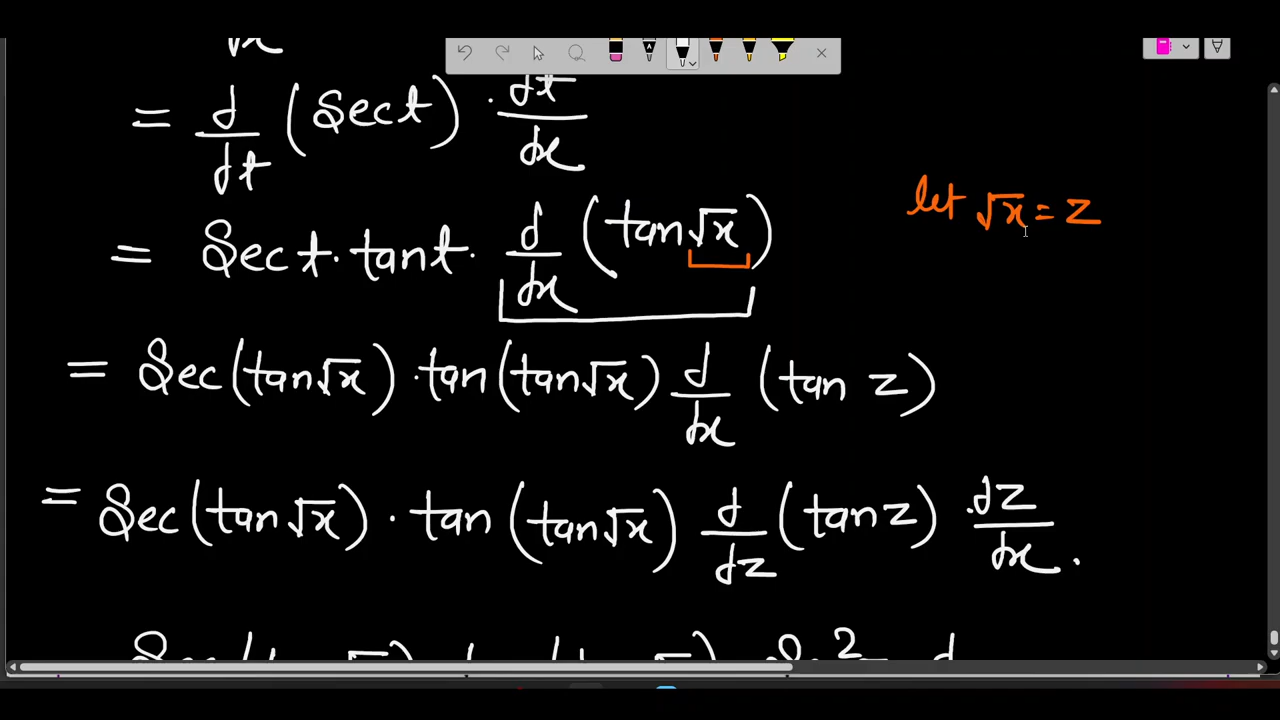 √x
= d/dt (Sec t) · dt/dx
let √x = z
= Sec t · tan t · d/dx (tan √x)
= Sec(tan √x) · tan(tan √x) d/dx (tan z)
= Sec(tan √x) · tan(tan √x) d/dz (tan z) · dz/dx .